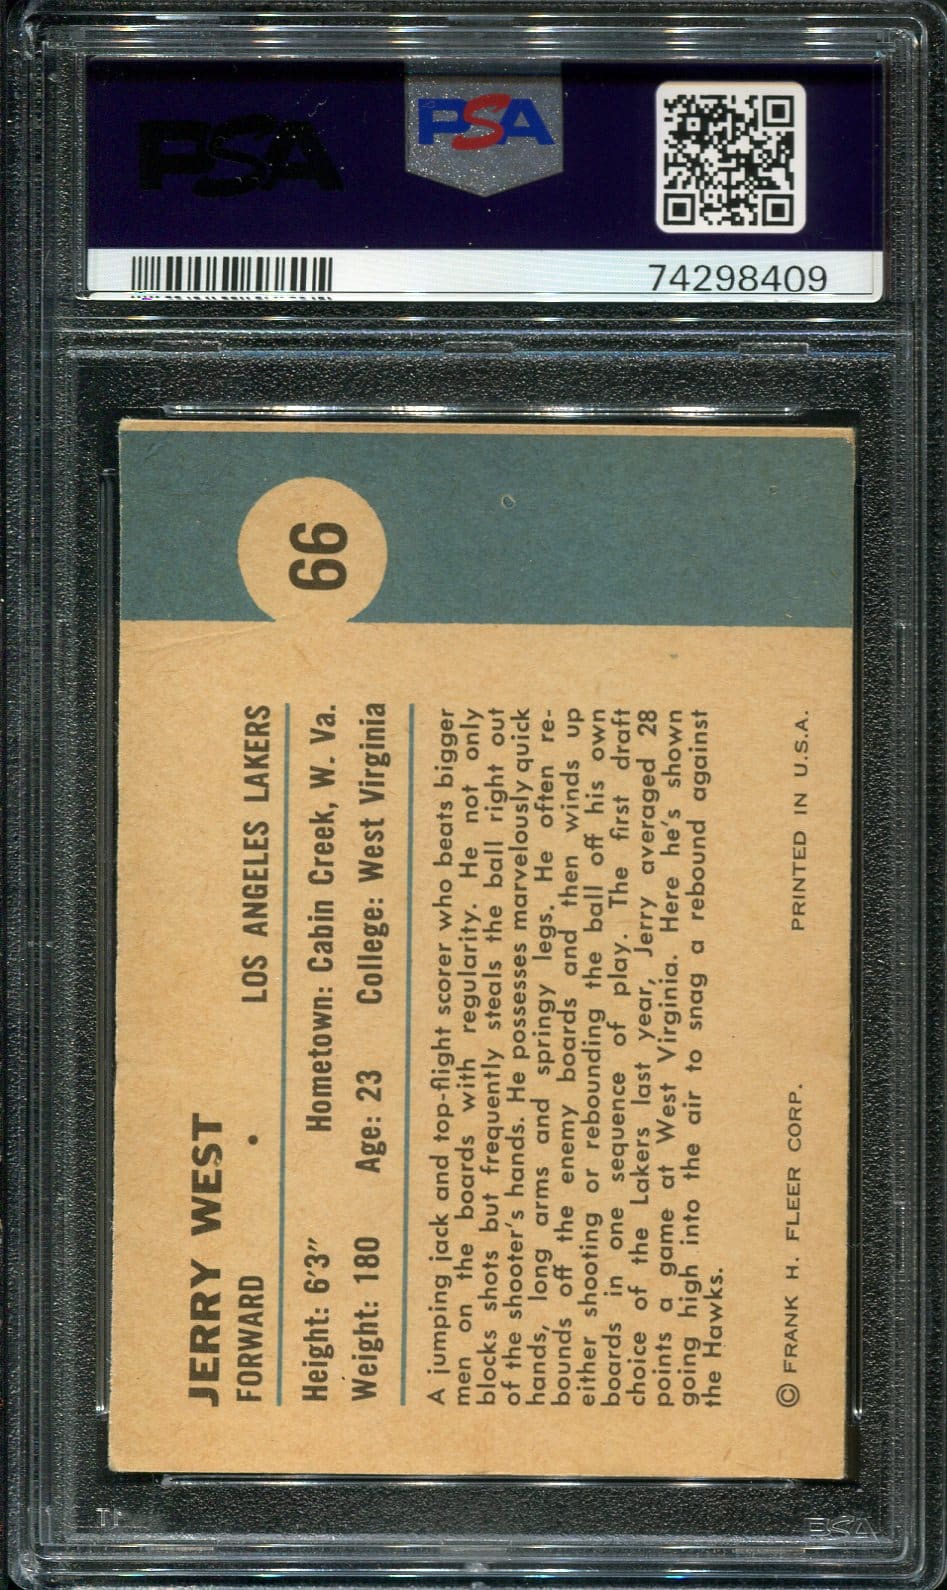 PSA
PSA
74298409
66
JERRY WEST
FORWARD • LOS ANGELES LAKERS
Height: 6'3" Hometown: Cabin Creek, W. Va.
Weight: 180 Age: 23 College: West Virginia
A jumping jack and top-flight scorer who beats bigger
men on the boards with regularity. He not only
blocks shots but frequently steals the ball right out
of the shooter's hands. He possesses marvelously quick
hands, long arms and springy legs. He often re-
bounds off the enemy boards and then winds up
either shooting or rebounding the ball off his own
boards in one sequence of play. The first draft
choice of the Lakers last year, Jerry averaged 28
points a game at West Virginia. Here he's shown
going high into the air to snag a rebound against
the Hawks.
© FRANK H. FLEER CORP. PRINTED IN U.S.A.
PSA